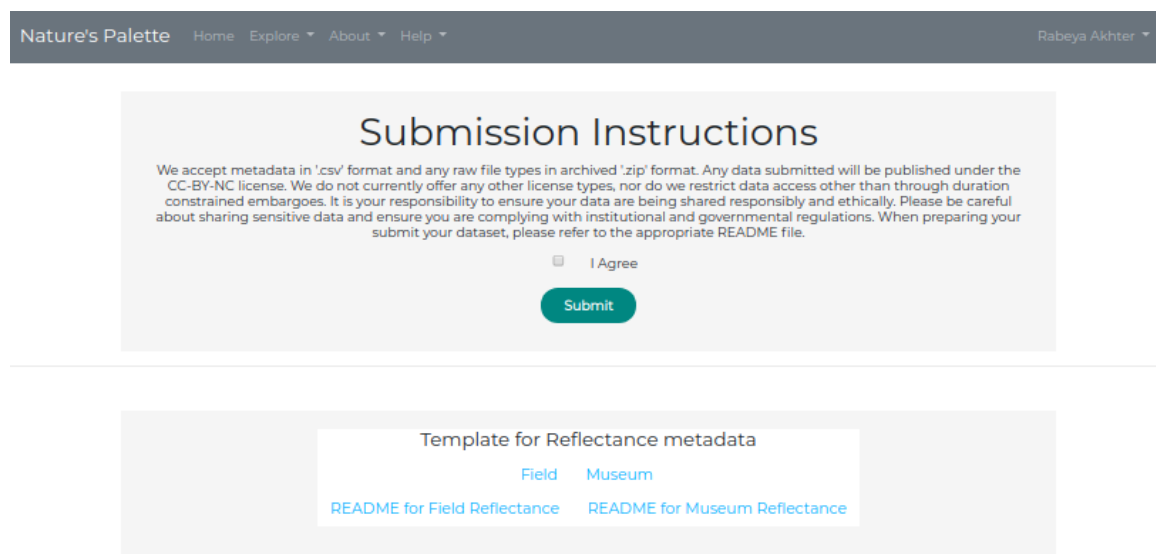 Nature's Palette Home Explore About Help Rabeya Akhter
Submission Instructions
We accept metadata in '.csv' format and any raw file types in archived '.zip' format. Any data submitted will be published under the
CC-BY-NC license. We do not currently offer any other license types, nor do we restrict data access other than through duration
constrained embargoes. It is your responsibility to ensure your data are being shared responsibly and ethically. Please be careful
about sharing sensitive data and ensure you are complying with institutional and governmental regulations. When preparing your
submit your dataset, please refer to the appropriate README file.
I Agree
Submit
Template for Reflectance metadata
Field Museum
README for Field Reflectance README for Museum Reflectance